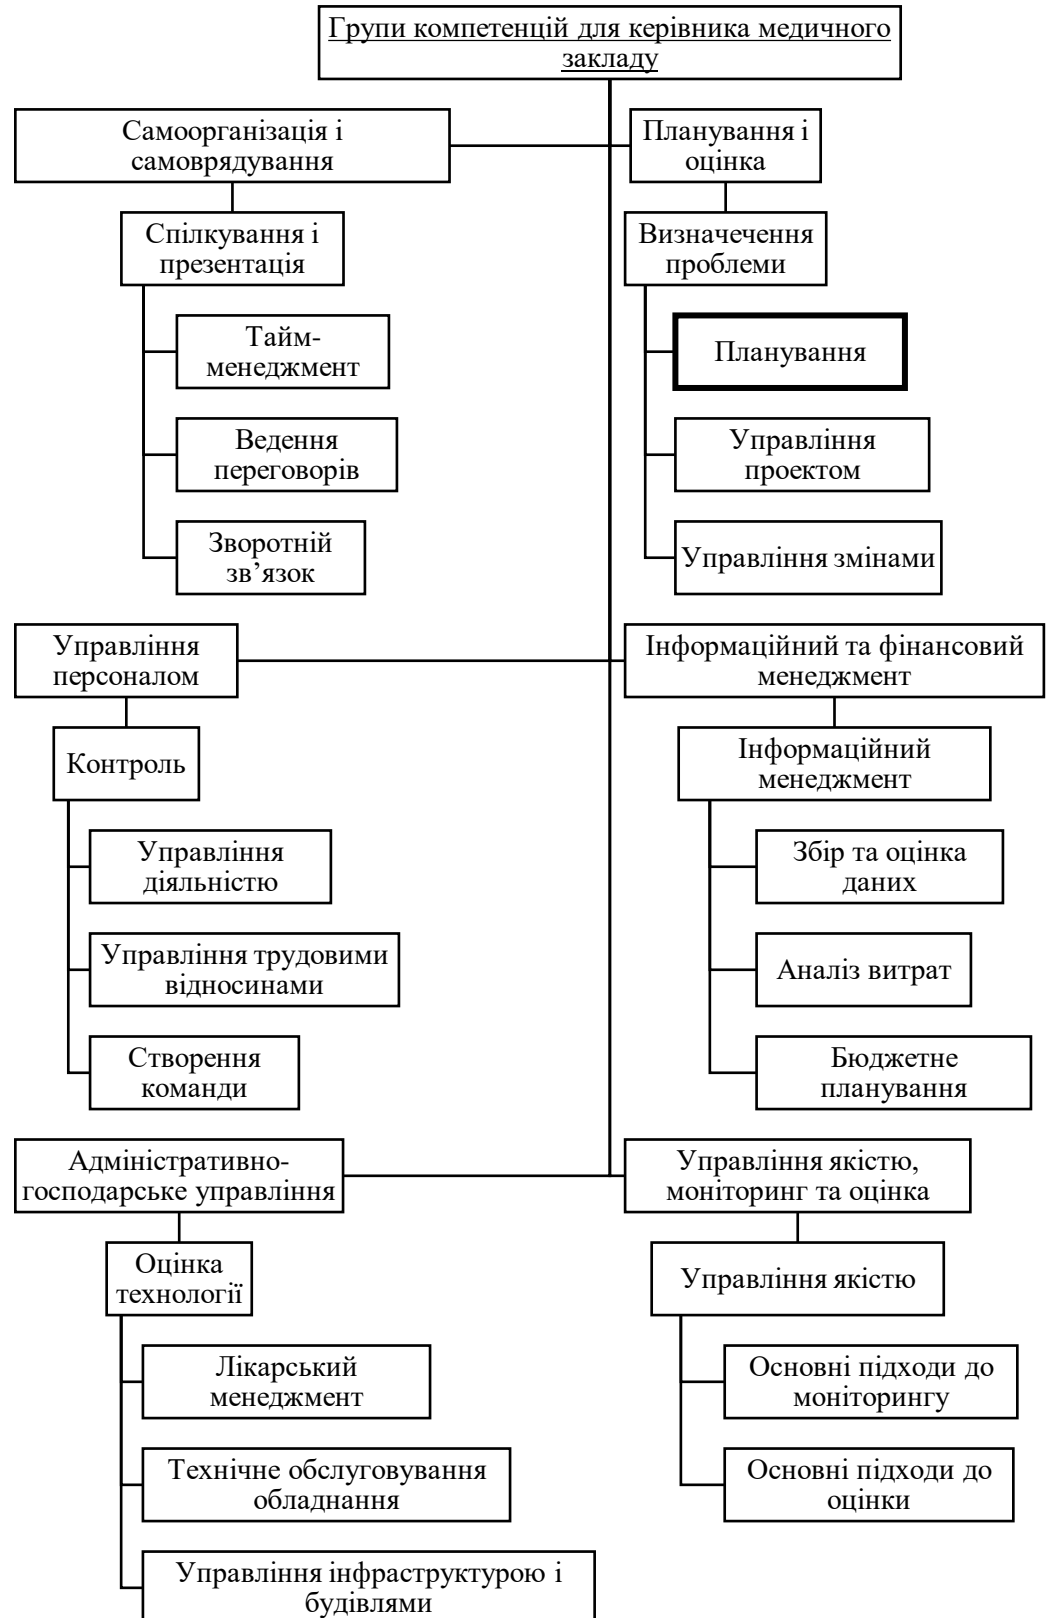 Групи компетенцій для керівника медичного
закладу
Самоорганізація і
самоврядування
Планування і
оцінка
Спілкування і
презентація
Визначечення
проблеми
Тайм-
менеджмент
Планування
Ведення
переговорів
Управління
проектом
Зворотній
зв’язок
Управління змінами
Управління
персоналом
Інформаційний та фінансовий
менеджмент
Контроль
Інформаційний
менеджмент
Управління
діяльністю
Збір та оцінка
даних
Управління трудовими
відносинами
Аналіз витрат
Створення
команди
Бюджетне
планування
Адміністративно-
господарське управління
Управління якістю,
моніторинг та оцінка
Оцінка
технології
Управління якістю
Лікарський
менеджмент
Основні підходи до
моніторингу
Технічне обслуговування
обладнання
Основні підходи до
оцінки
Управління інфраструктурою і
будівлями